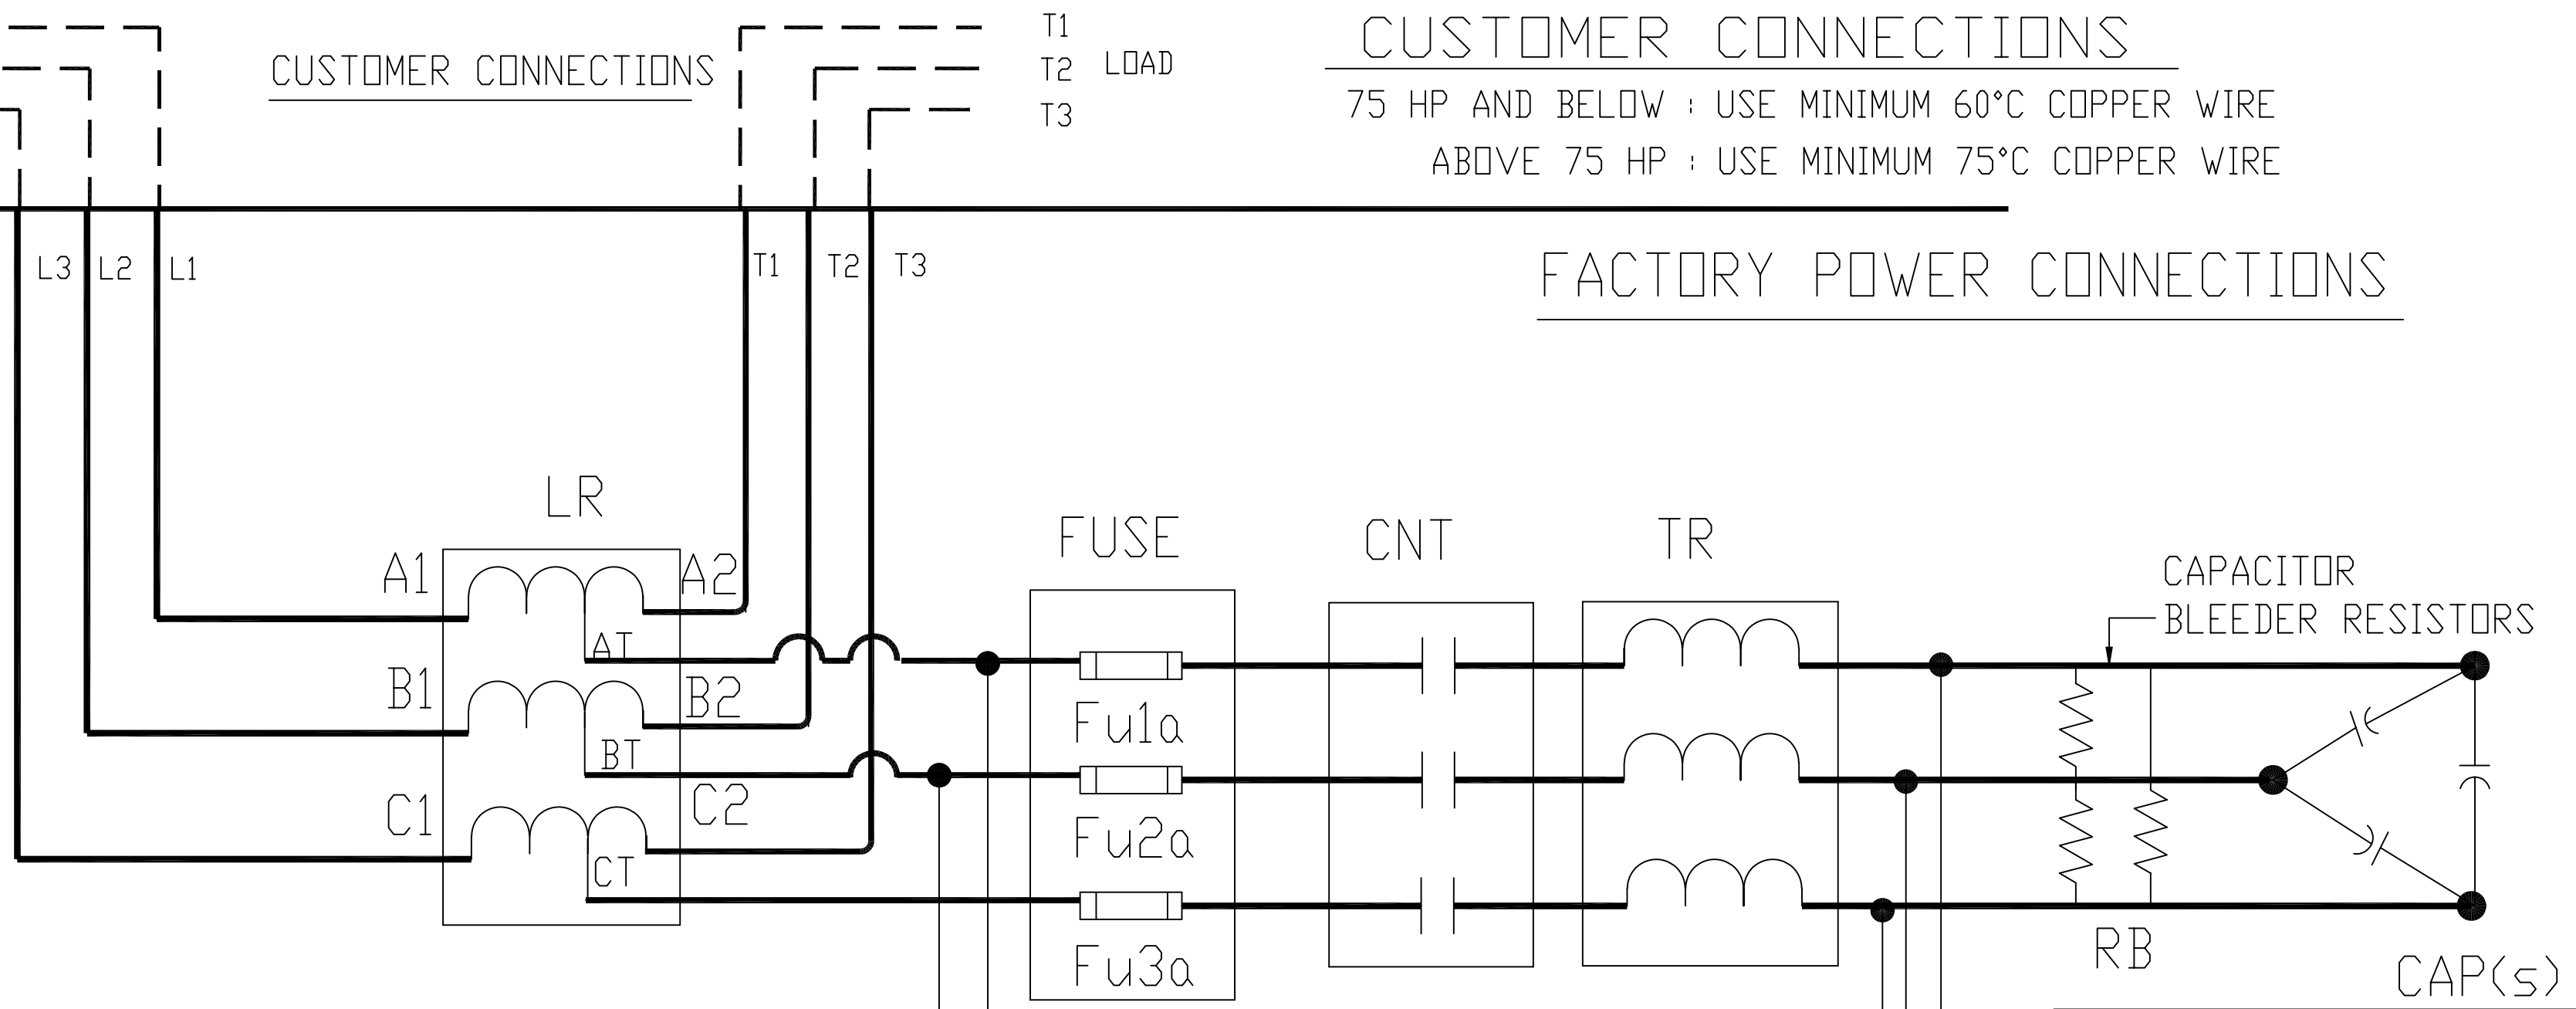 T1
CUSTOMER CONNECTIONS
CUSTOMER CONNECTIONS
T2 LOAD
T3
75 HP AND BELOW : USE MINIMUM 60°C COPPER WIRE
ABOVE 75 HP : USE MINIMUM 75°C COPPER WIRE
L3 L2 L1 T1 T2 T3
FACTORY POWER CONNECTIONS
LR
FUSE CNT TR
A1 A2
CAPACITOR
BLEEDER RESISTORS
AT
B1 B2
Fu1a
BT
C1 C2
Fu2a
CT
Fu3a
RB
CAP(s)